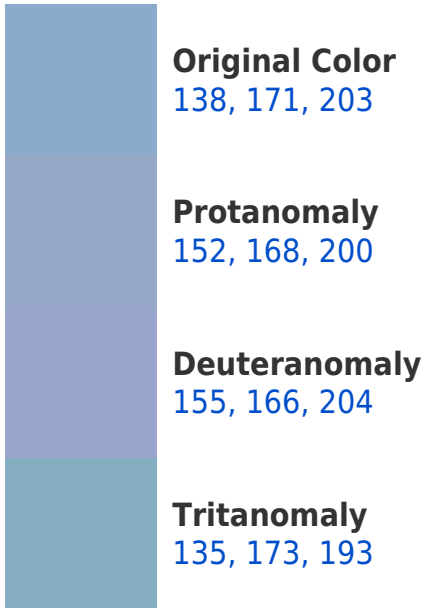 Original Color
138, 171, 203
Protanomaly
152, 168, 200
Deuteranomaly
155, 166, 204
Tritanomaly
135, 173, 193